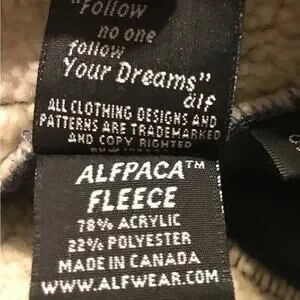 "Follow
no one
follow
Your Dreams"
älf
ALL CLOTHING DESIGNS AND
PATTERNS ARE TRADEMARKED
AND COPY RIGHTED
ALFPACA™
FLEECE
78% ACRYLIC
22% POLYESTER
MADE IN CANADA
WWW.ALFWEAR.COM